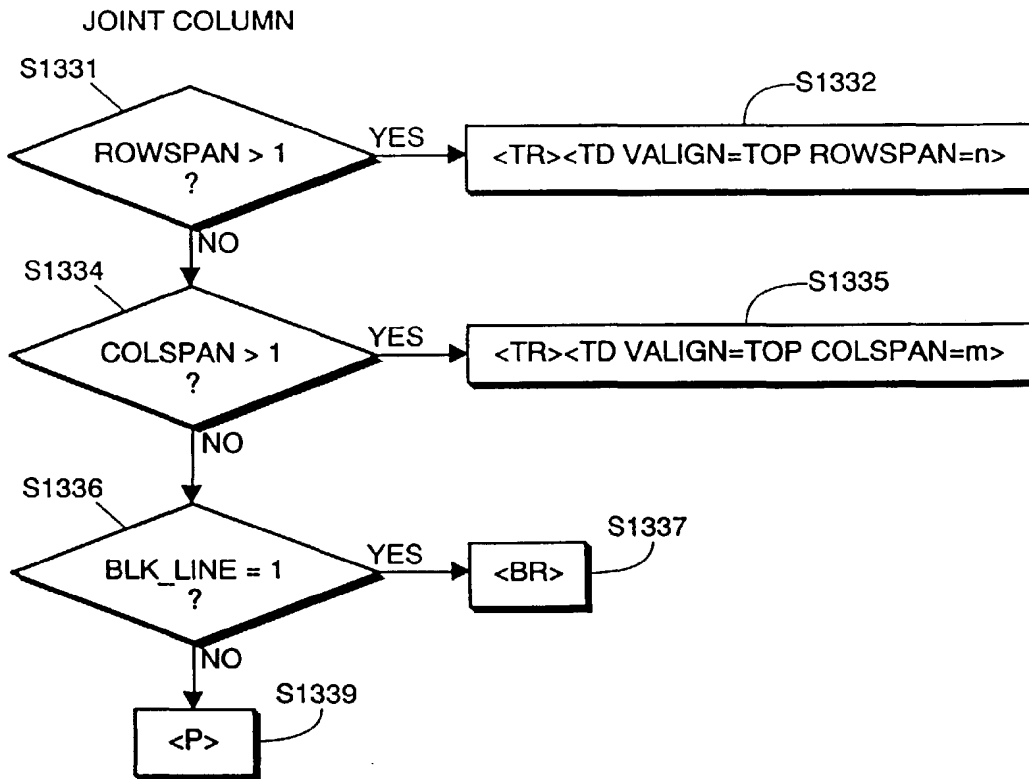 JOINT COLUMN
S1331
S1332
ROWSPAN > 1
?
YES
<TR><TD VALIGN=TOP ROWSPAN=n>
NO
S1334
S1335
COLSPAN > 1
?
YES
<TR><TD VALIGN=TOP COLSPAN=m>
NO
S1336
S1337
BLK_LINE = 1
?
YES
<BR>
NO
S1339
<P>